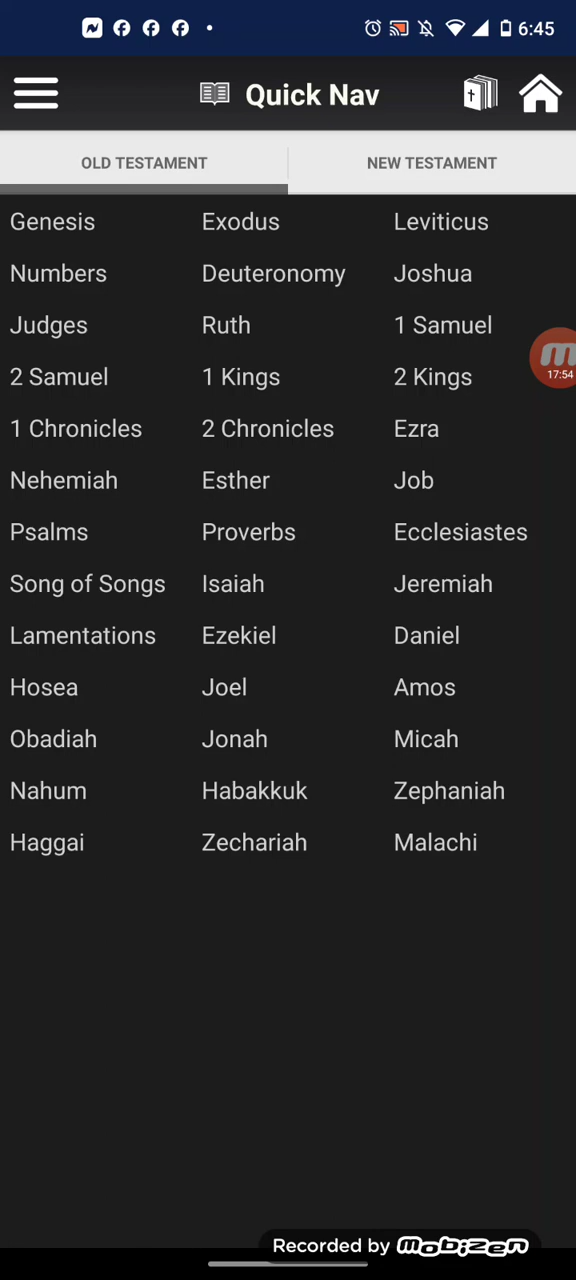 6:45
Quick Nav
OLD TESTAMENT NEW TESTAMENT
Genesis Exodus Leviticus
Numbers Deuteronomy Joshua
Judges Ruth 1 Samuel
2 Samuel 1 Kings 2 Kings
17:54
1 Chronicles 2 Chronicles Ezra
Nehemiah Esther Job
Psalms Proverbs Ecclesiastes
Song of Songs Isaiah Jeremiah
Lamentations Ezekiel Daniel
Hosea Joel Amos
Obadiah Jonah Micah
Nahum Habakkuk Zephaniah
Haggai Zechariah Malachi
Recorded by mobizen